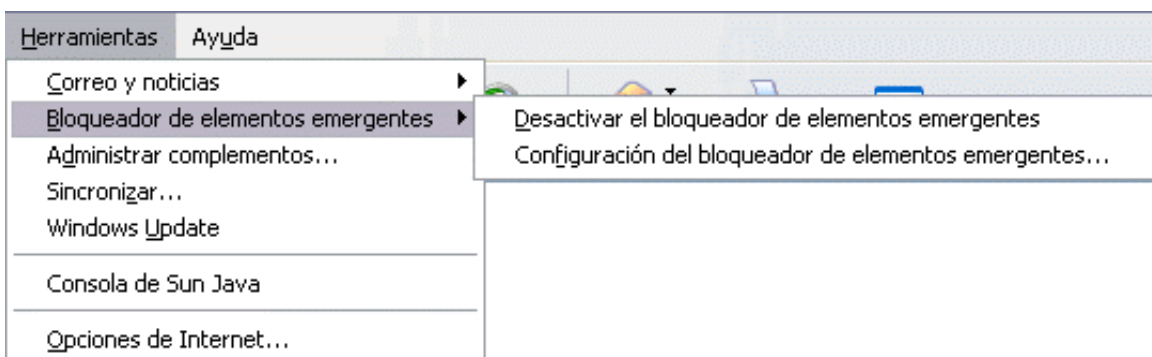 Herramientas Ayuda
Correo y noticias
Bloqueador de elementos emergentes
Desactivar el bloqueador de elementos emergentes
Configuración del bloqueador de elementos emergentes...
Administrar complementos...
Sincronizar...
Windows Update
Consola de Sun Java
Opciones de Internet...